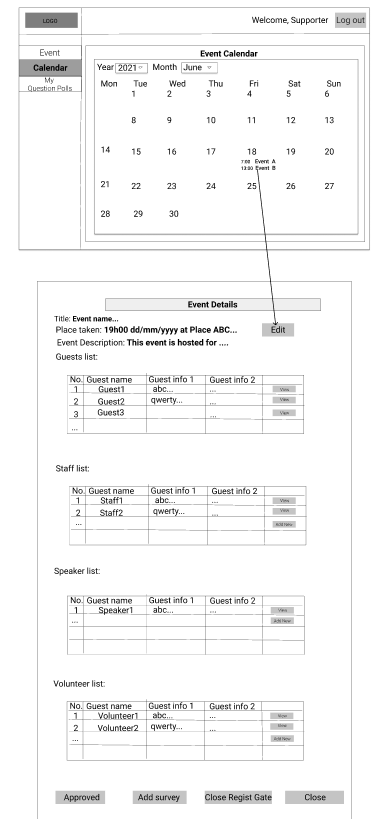 LOGO
Welcome, Supporter Log out
Event
Calendar
My
Question Polls
Event Calendar
Year 2021 Month June
Mon Tue Wed Thu Fri Sat Sun
1 2 3 4 5 6
8 9 10 11 12 13
14 15 16 17 18 19 20
7:00 Event A
13:00 Event B
21 22 23 24 25 26 27
28 29 30
Event Details
Title: Event name...
Place taken: 19h00 dd/mm/yyyy at Place ABC... Edit
Event Description: This event is hosted for ....
Guests list:
No. Guest name Guest info 1 Guest info 2
1 Guest1 abc... ... View
2 Guest2 qwerty... ... View
3 Guest3 ... View
...
Staff list:
No. Guest name Guest info 1 Guest info 2
1 Staff1 abc... ... View
2 Staff2 qwerty... ... View
... Add New
Speaker list:
No. Guest name Guest info 1 Guest info 2
1 Speaker1 abc... ... View
... Add New
Volunteer list:
No. Guest name Guest info 1 Guest info 2
1 Volunteer1 abc... ... View
2 Volunteer2 qwerty... ... View
... Add New
Approved Add survey Close Regist Gate Close